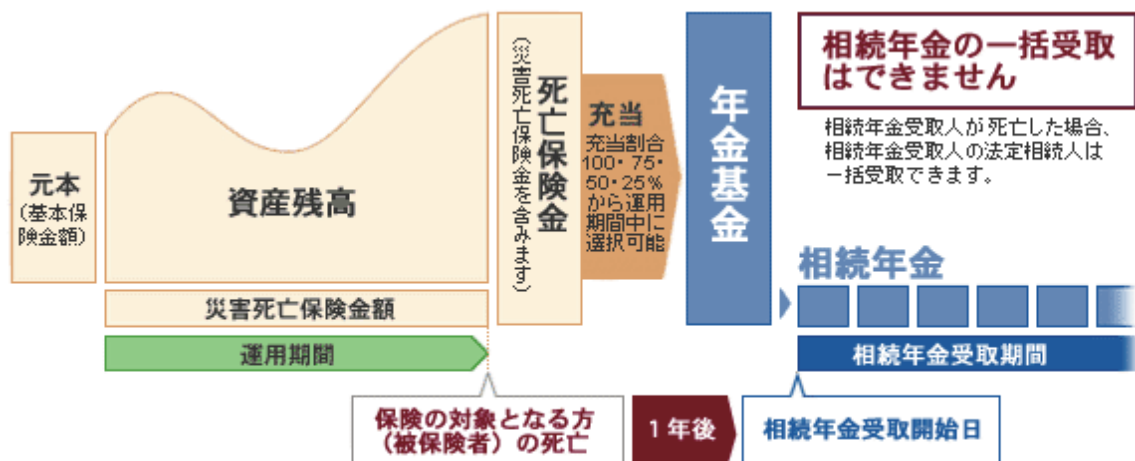 元本
(基本保
険金額)
資産残高
災害死亡保険金額
運用期間
死亡保険金
(災害死亡保険金を含みます)
充当
充当割合
100・75・
50・25%
から運用
期間中に
選択可能
年金基金
相続年金の一括受取
はできません
相続年金受取人が死亡した場合、
相続年金受取人の法定相続人は
一括受取できます。
相続年金
相続年金受取期間
保険の対象となる方
(被保険者)の死亡
1年後
相続年金受取開始日